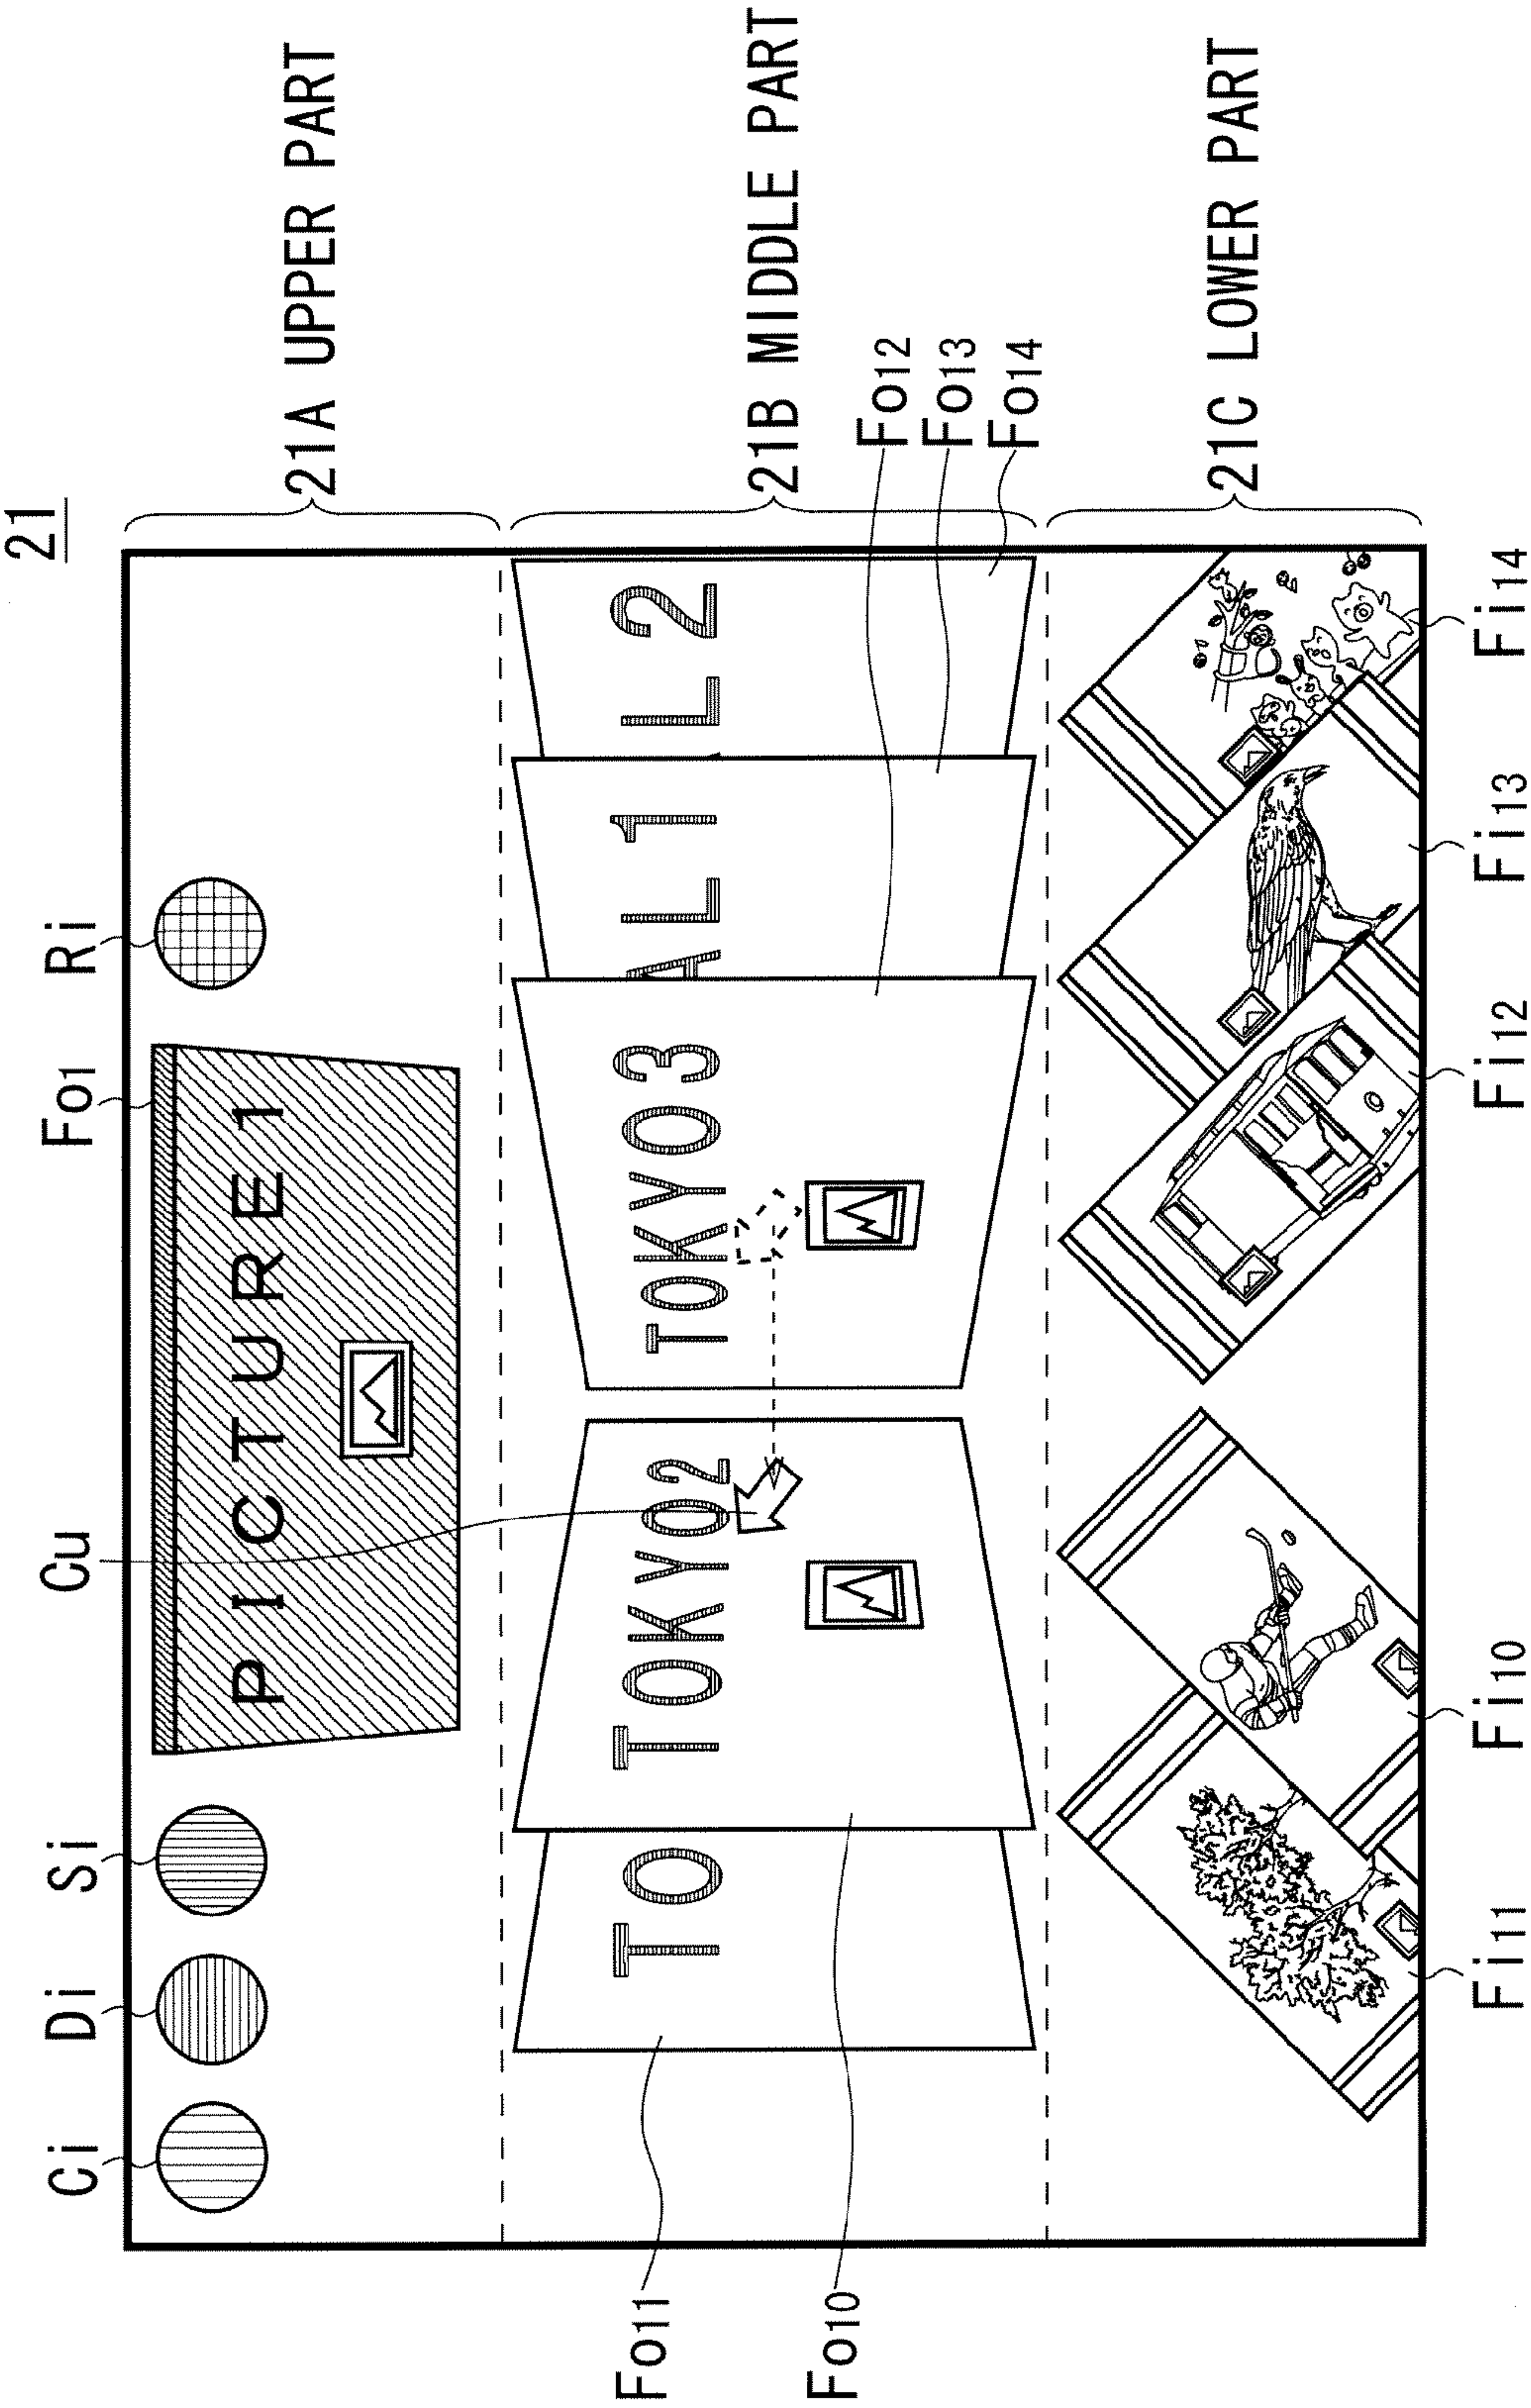 21
Ci Di Si Cu Fo1 Ri
PICTURE1
21A UPPER PART
Fo11
Fo10
TO
TOKYO2
TOKYO3
AL1
L2
21B MIDDLE PART
Fo12
Fo13
Fo14
21C LOWER PART
Fi11 Fi10 Fi12 Fi13 Fi14